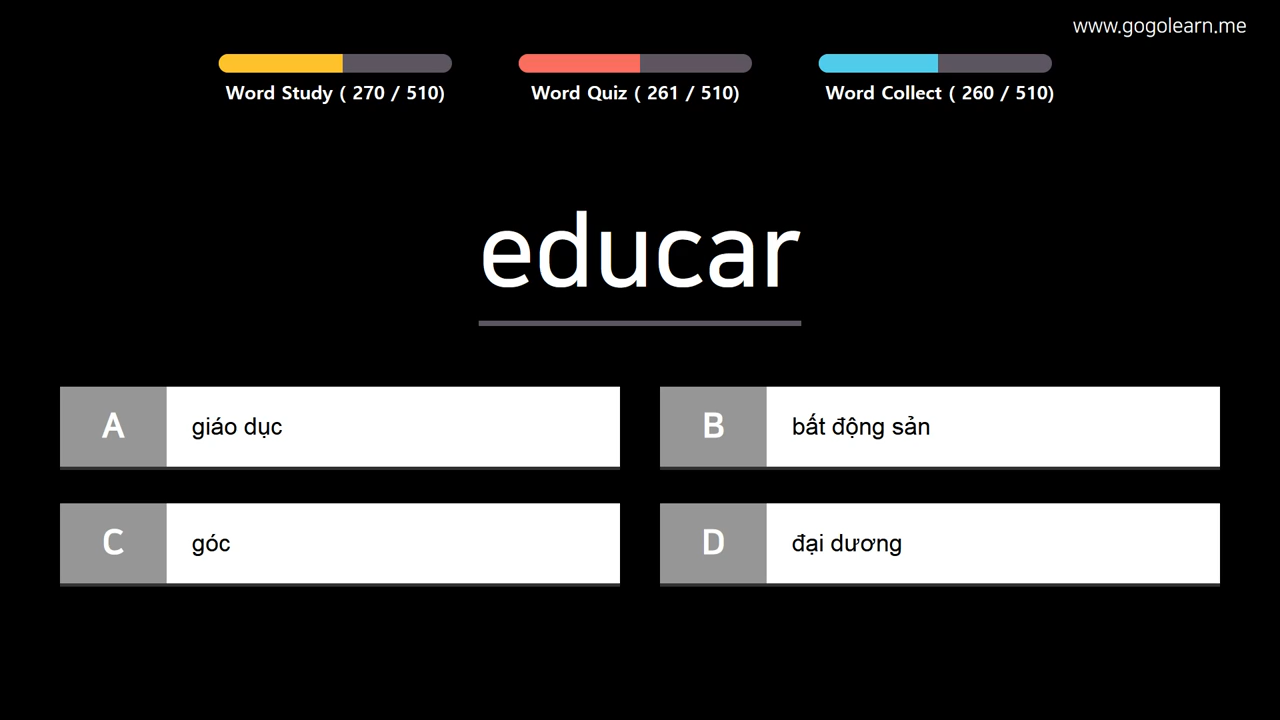 www.gogolearn.me
Word Study ( 270 / 510)
Word Quiz ( 261 / 510)
Word Collect ( 260 / 510)
educar
A
giáo dục
B
bất động sản
C
góc
D
đại dương